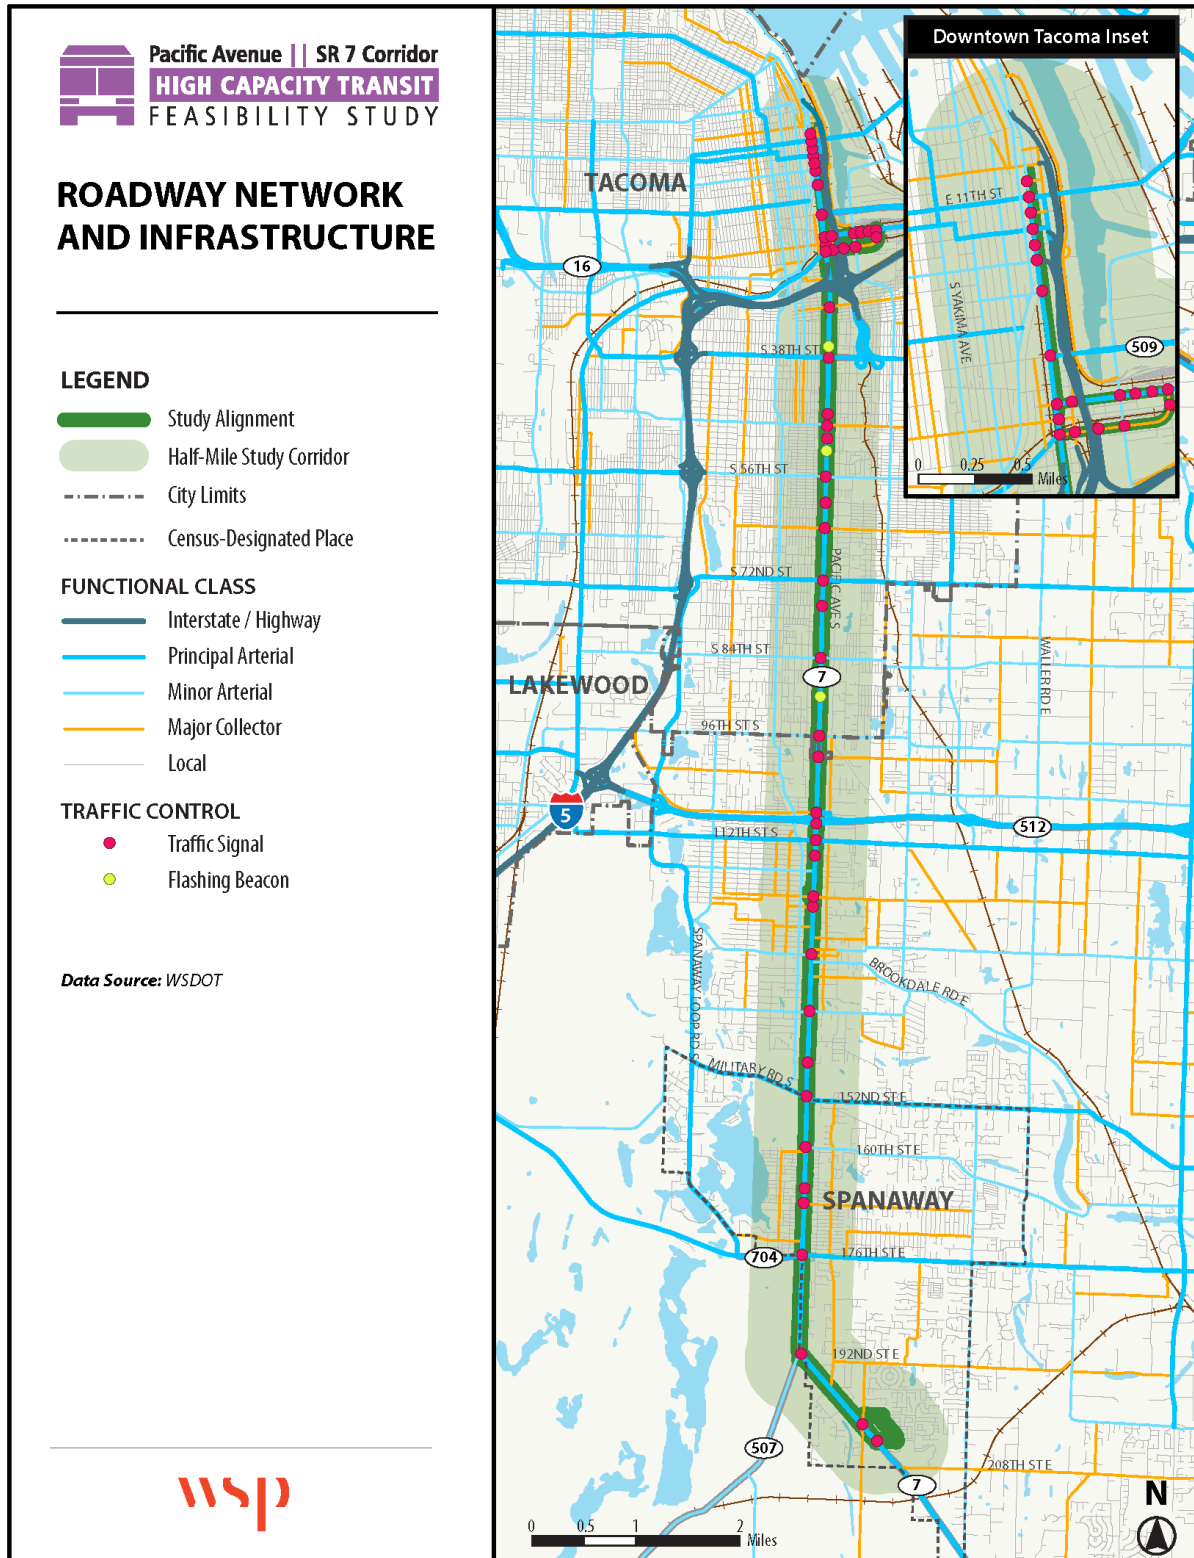 Pacific Avenue || SR 7 Corridor
HIGH CAPACITY TRANSIT
FEASIBILITY STUDY
ROADWAY NETWORK
AND INFRASTRUCTURE
LEGEND
Study Alignment
Half-Mile Study Corridor
City Limits
Census-Designated Place
FUNCTIONAL CLASS
Interstate / Highway
Principal Arterial
Minor Arterial
Major Collector
Local
TRAFFIC CONTROL
Traffic Signal
Flashing Beacon
Data Source: WSDOT
wsp
Downtown Tacoma Inset
E 11TH ST
S YAKIMA AVE
509
0 0.25 0.5
Miles
TACOMA
16
S 38TH ST
S 56TH ST
S 72ND ST
PACIFIC AVE S
WALLER RD E
S 84TH ST
7
LAKEWOOD
96TH ST S
5
512
112TH ST S
SPANAWAY LOOP RD S
BROOKDALE RD E
MILITARY RD S
152ND ST E
160TH ST E
SPANAWAY
704
176TH ST E
192ND ST E
507
208TH ST E
7
N
0 0.5 1 2
Miles